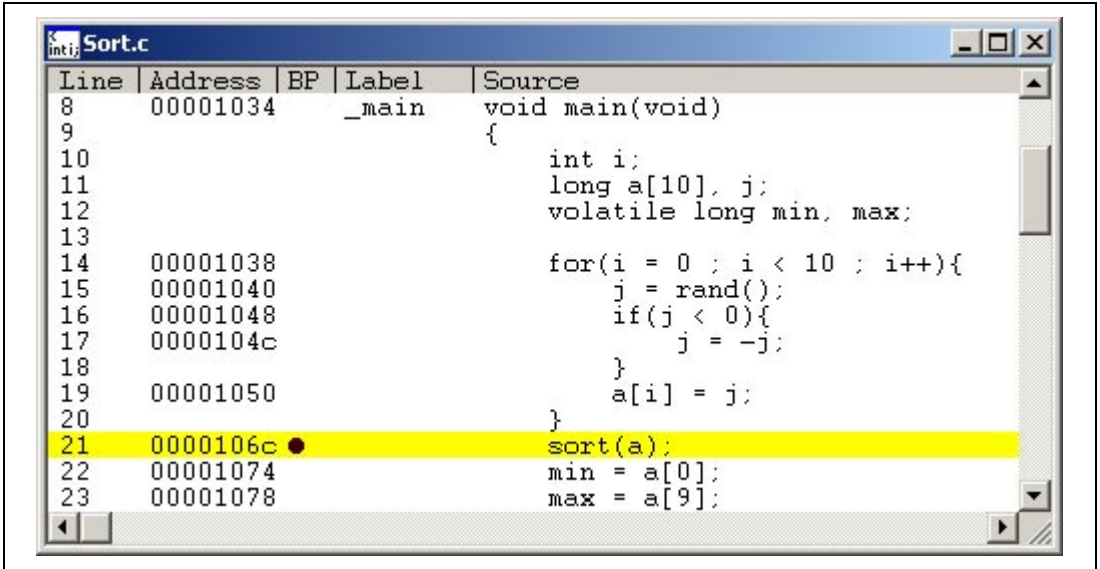 inti; Sort.c
Line Address BP Label Source
8 00001034 _main void main(void)
9 {
10 int i;
11 long a[10], j;
12 volatile long min, max;
13
14 00001038 for(i = 0 ; i < 10 ; i++){
15 00001040 j = rand();
16 00001048 if(j < 0){
17 0000104c j = -j;
18 }
19 00001050 a[i] = j;
20 }
21 0000106c sort(a);
22 00001074 min = a[0];
23 00001078 max = a[9];